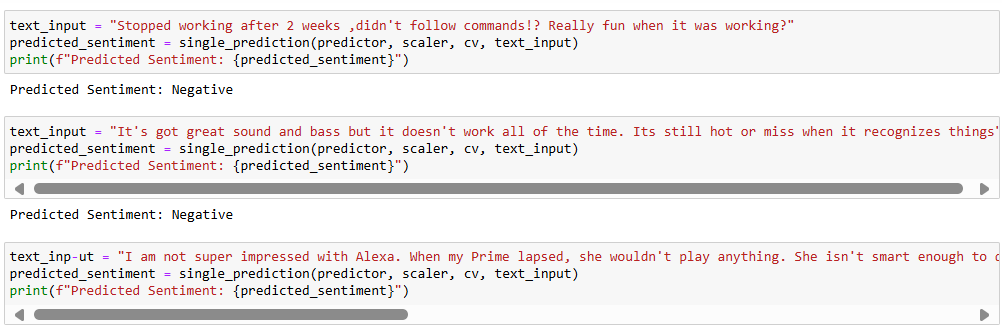 text_input = "Stopped working after 2 weeks ,didn't follow commands!? Really fun when it was working?"
predicted_sentiment = single_prediction(predictor, scaler, cv, text_input)
print(f"Predicted Sentiment: {predicted_sentiment}")
Predicted Sentiment: Negative
text_input = "It's got great sound and bass but it doesn't work all of the time. Its still hot or miss when it recognizes things"
predicted_sentiment = single_prediction(predictor, scaler, cv, text_input)
print(f"Predicted Sentiment: {predicted_sentiment}")
Predicted Sentiment: Negative
text_inp-ut = "I am not super impressed with Alexa. When my Prime lapsed, she wouldn't play anything. She isn't smart enough to
predicted_sentiment = single_prediction(predictor, scaler, cv, text_input)
print(f"Predicted Sentiment: {predicted_sentiment}")